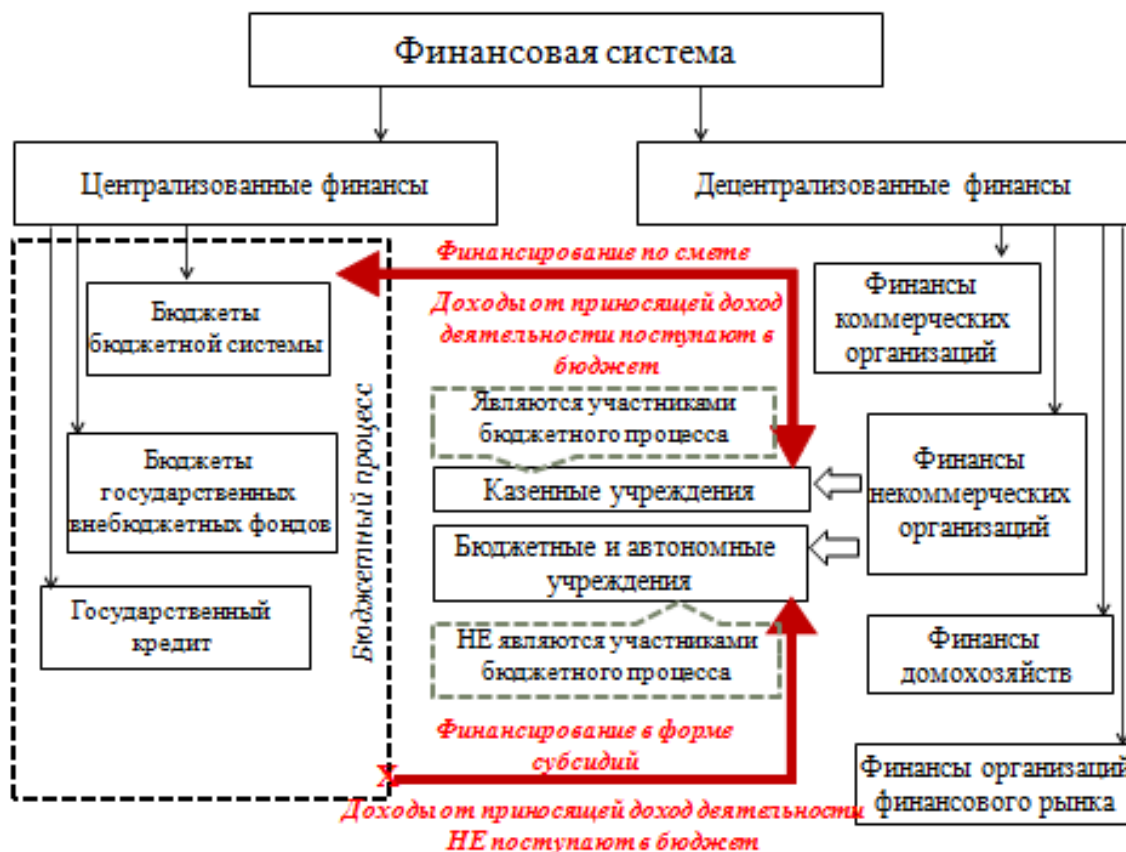 Финансовая система
Централизованные финансы
Децентрализованные финансы
Бюджеты
бюджетной системы
Бюджеты
государственных
внебюджетных фондов
Государственный
кредит
Бюджетный процесс
Финансирование по смете
Доходы от приносящей доход
деятельности поступают в
бюджет
Являются участниками
бюджетного процесса
Казенные учреждения
Бюджетные и автономные
учреждения
НЕ являются участниками
бюджетного процесса
Финансирование в форме
субсидий
X
Доходы от приносящей доход деятельности
НЕ поступают в бюджет
Финансы
коммерческих
организаций
Финансы
некоммерческих
организаций
Финансы
домохозяйств
Финансы организаций
финансового рынка